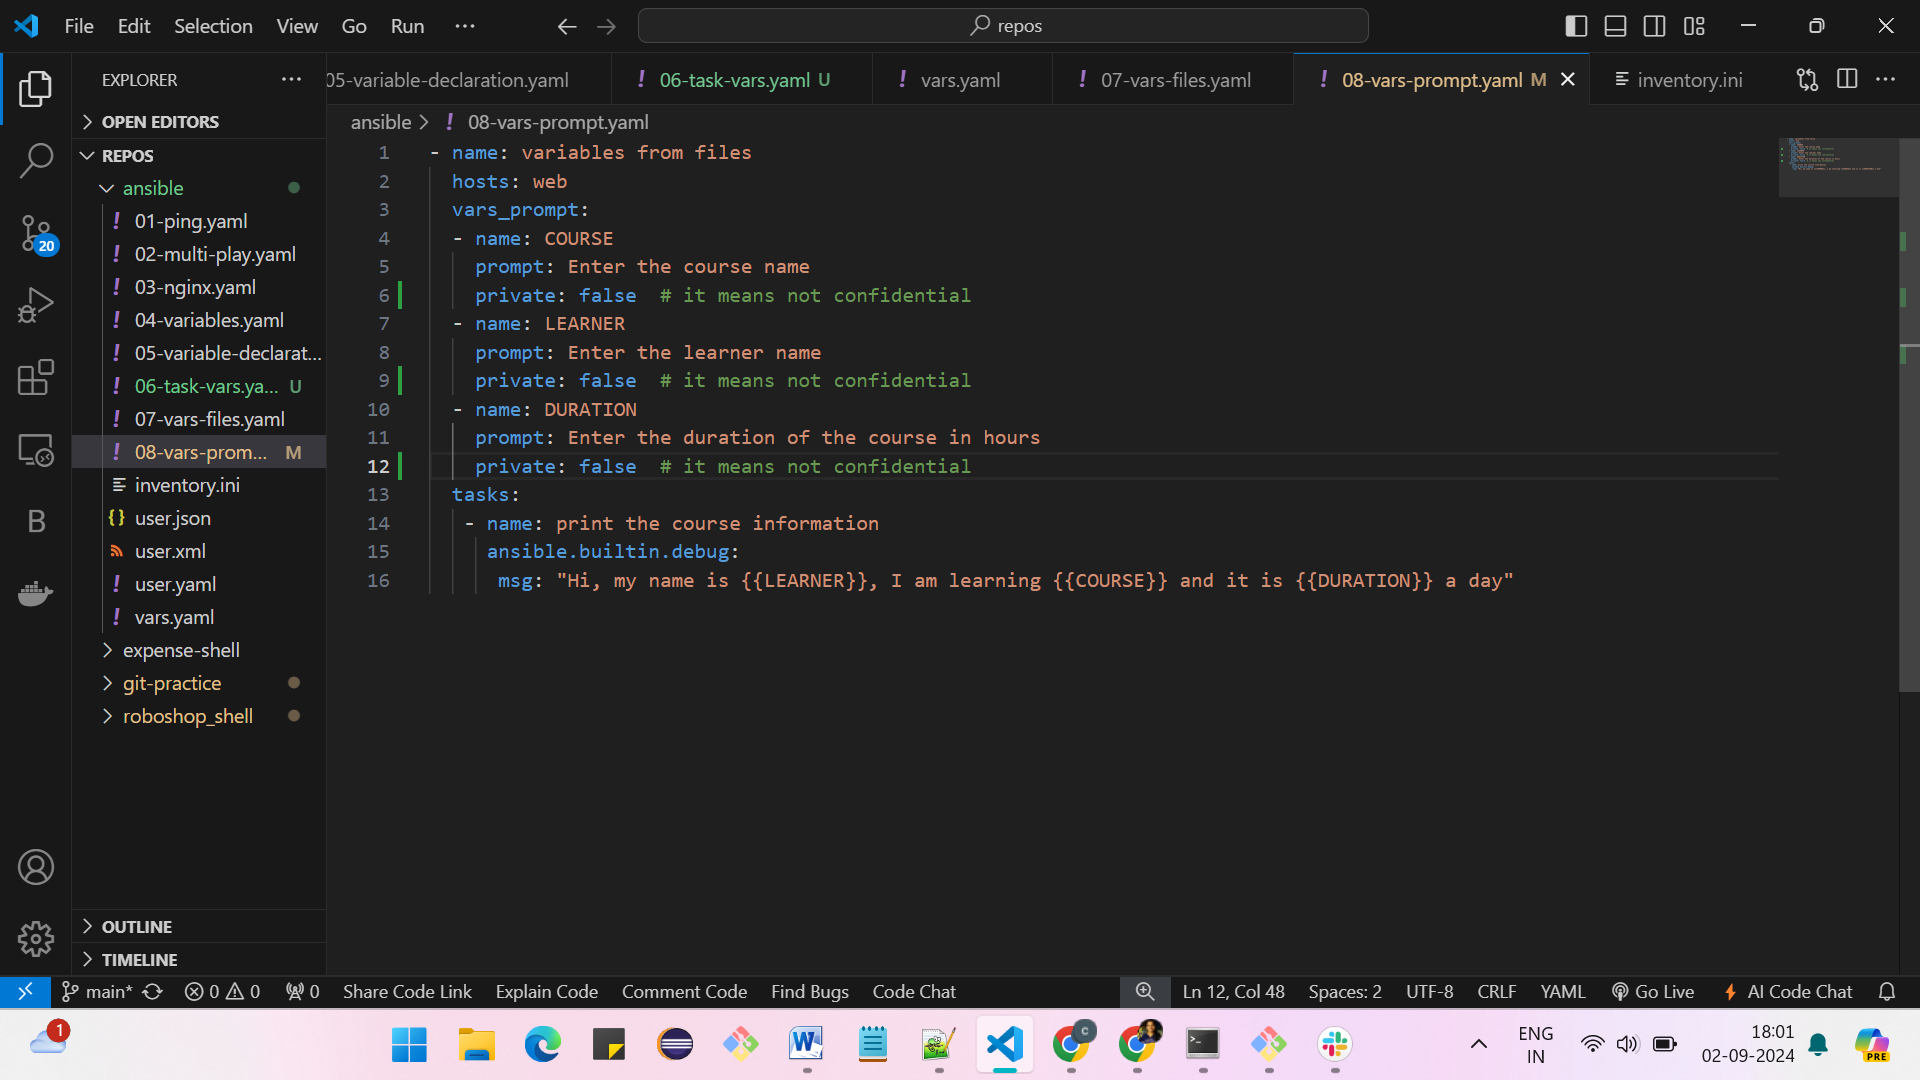 File Edit Selection View Go Run ···
repos
EXPLORER ···
05-variable-declaration.yaml ! 06-task-vars.yaml U ! vars.yaml ! 07-vars-files.yaml ! 08-vars-prompt.yaml M inventory.ini ···
OPEN EDITORS
REPOS
ansible
! 01-ping.yaml
! 02-multi-play.yaml
! 03-nginx.yaml
! 04-variables.yaml
! 05-variable-declarat...
! 06-task-vars.ya... U
! 07-vars-files.yaml
! 08-vars-prom... M
inventory.ini
{} user.json
user.xml
! user.yaml
! vars.yaml
expense-shell
git-practice
roboshop_shell
OUTLINE
TIMELINE
20
B
ansible > ! 08-vars-prompt.yaml
1 - name: variables from files
2 hosts: web
3 vars_prompt:
4 - name: COURSE
5 prompt: Enter the course name
6 private: false # it means not confidential
7 - name: LEARNER
8 prompt: Enter the learner name
9 private: false # it means not confidential
10 - name: DURATION
11 prompt: Enter the duration of the course in hours
12 private: false # it means not confidential
13 tasks:
14 - name: print the course information
15 ansible.builtin.debug:
16 msg: "Hi, my name is {{LEARNER}}, I am learning {{COURSE}} and it is {{DURATION}} a day"
main* 0 0 0 Share Code Link Explain Code Comment Code Find Bugs Code Chat Ln 12, Col 48 Spaces: 2 UTF-8 CRLF YAML Go Live AI Code Chat
1
W
C
ENG
IN
18:01
02-09-2024
PRE